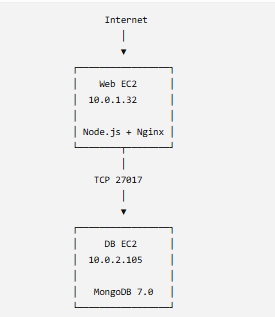 Internet
Web EC2
10.0.1.32
Node.js + Nginx
TCP 27017
DB EC2
10.0.2.105
MongoDB 7.0